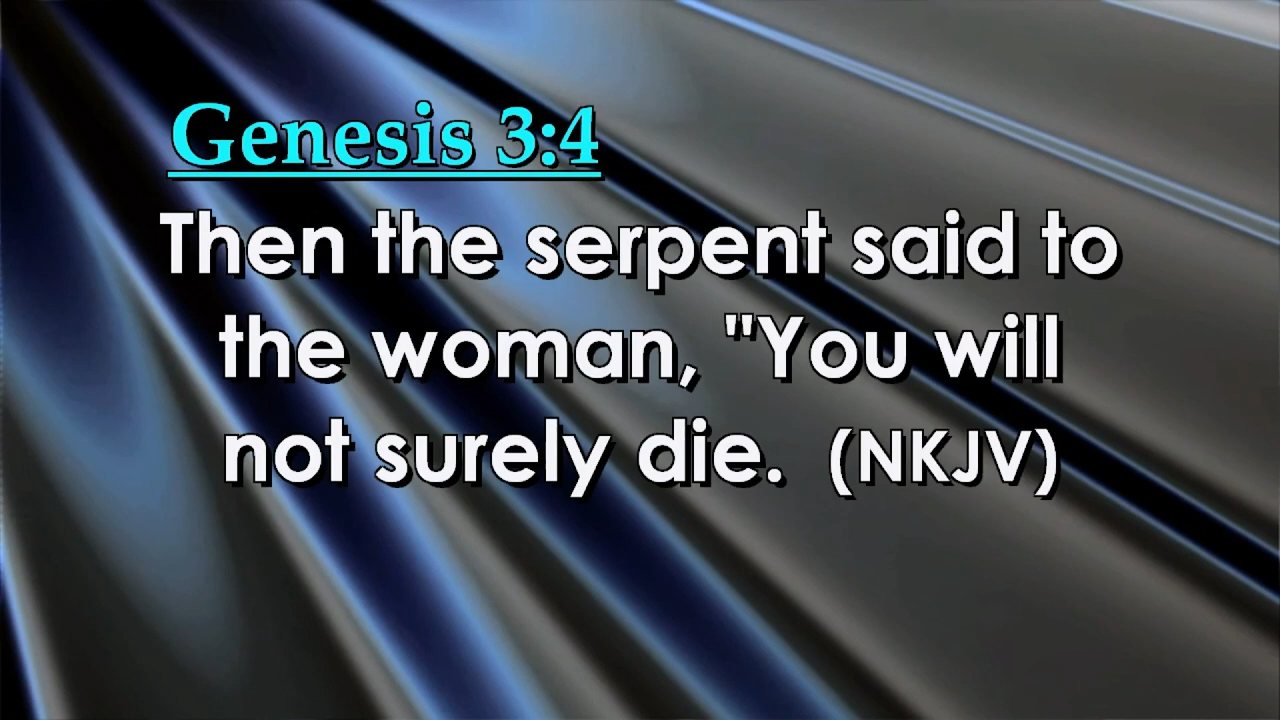 Genesis 3:4
Then the serpent said to
the woman, "You will
not surely die. (NKJV)